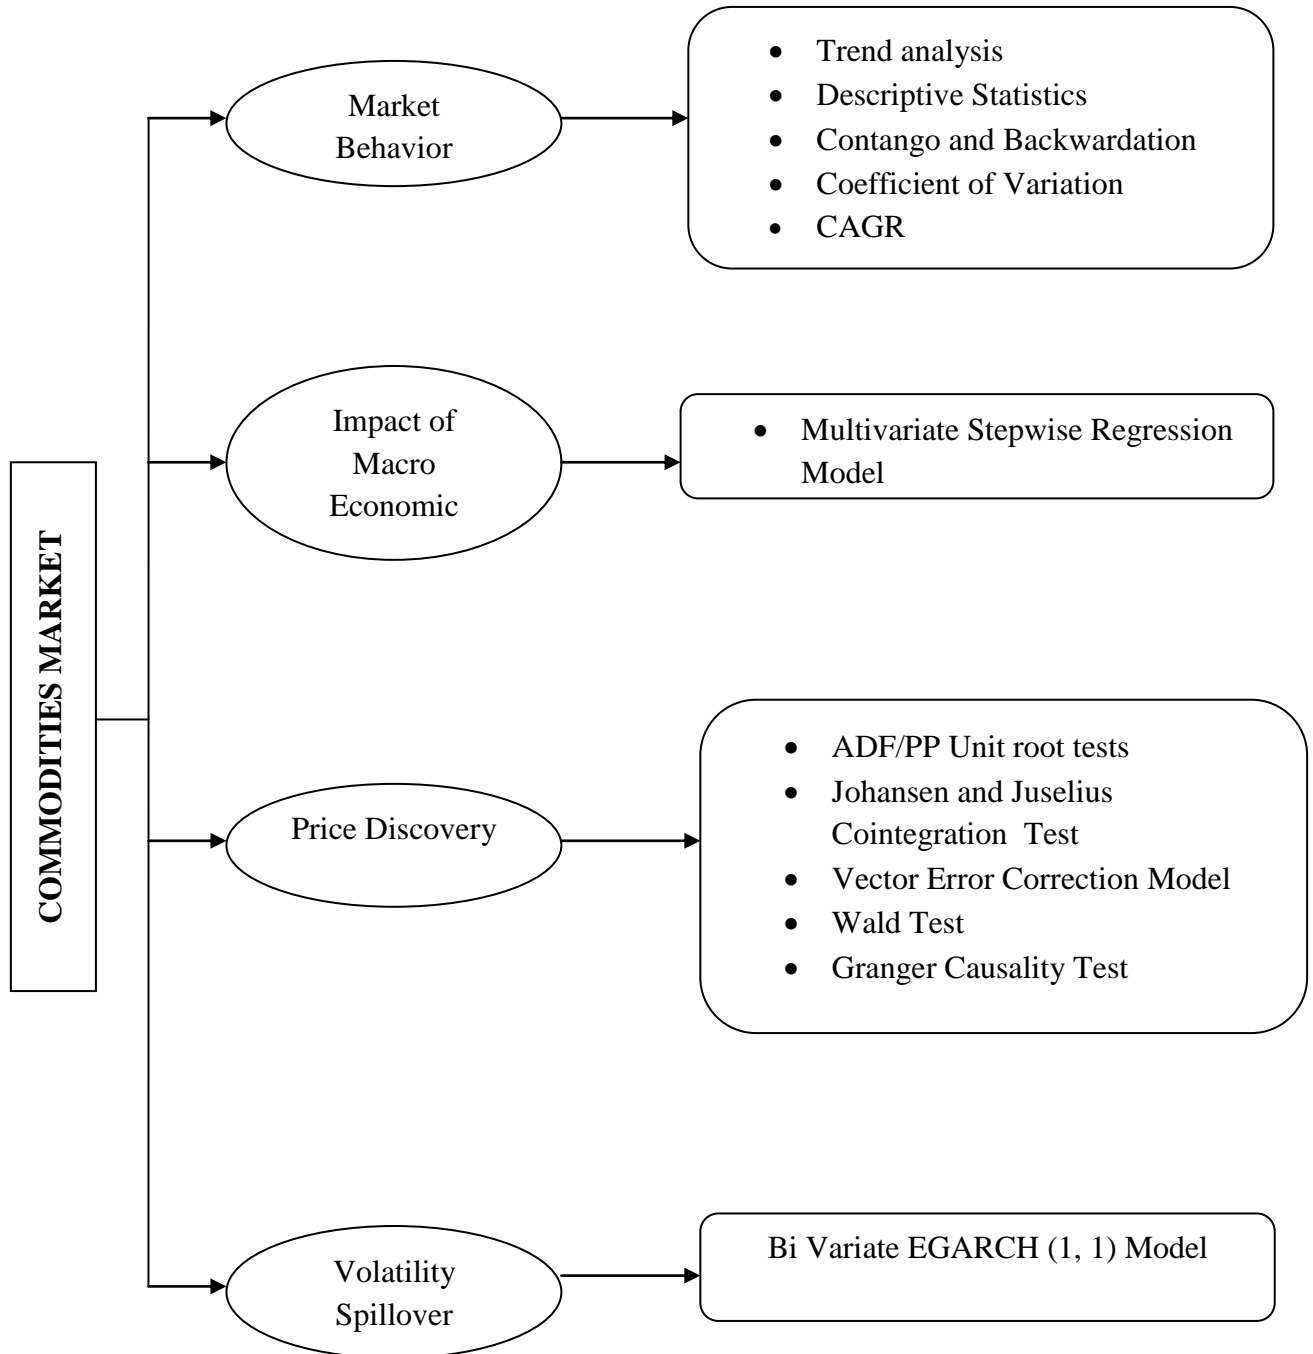 COMMODITIES MARKET
Market
Behavior
• Trend analysis
• Descriptive Statistics
• Contango and Backwardation
• Coefficient of Variation
• CAGR
Impact of
Macro
Economic
• Multivariate Stepwise Regression
Model
Price Discovery
• ADF/PP Unit root tests
• Johansen and Juselius
Cointegration Test
• Vector Error Correction Model
• Wald Test
• Granger Causality Test
Volatility
Spillover
Bi Variate EGARCH (1, 1) Model